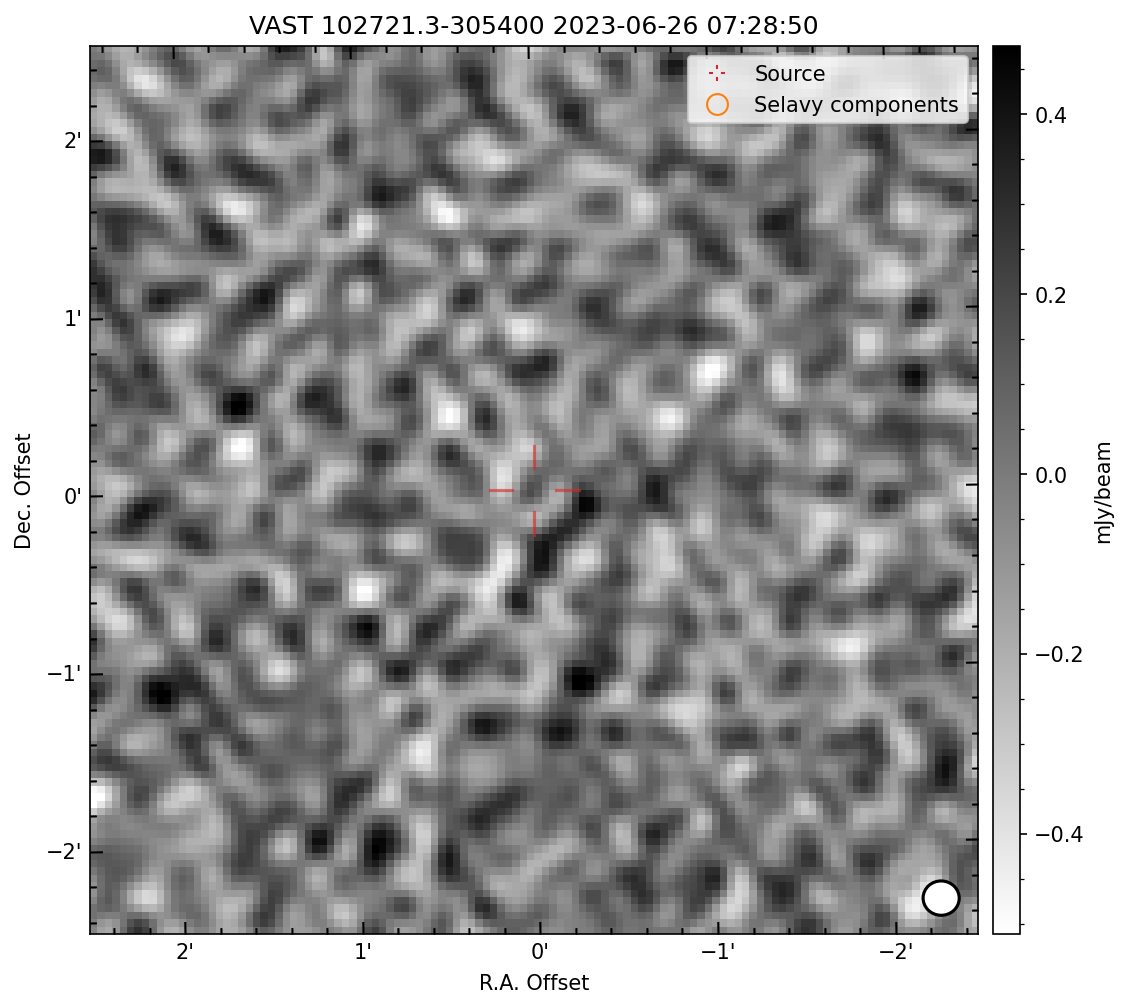 VAST 102721.3-305400 2023-06-26 07:28:50
Source
Selavy components
2'
1'
0'
−1'
−2'
Dec. Offset
2'
1'
0'
−1'
−2'
R.A. Offset
0.4
0.2
0.0
−0.2
−0.4
mJy/beam